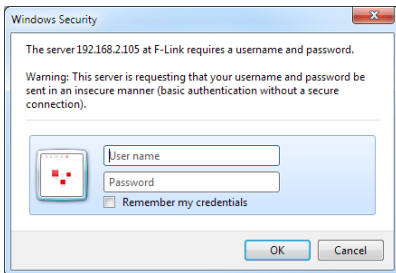 Windows Security
The server 192.168.2.105 at F-Link requires a username and password.
Warning: This server is requesting that your username and password be
sent in an insecure manner (basic authentication without a secure
connection).
User name
Password
Remember my credentials
OK
Cancel